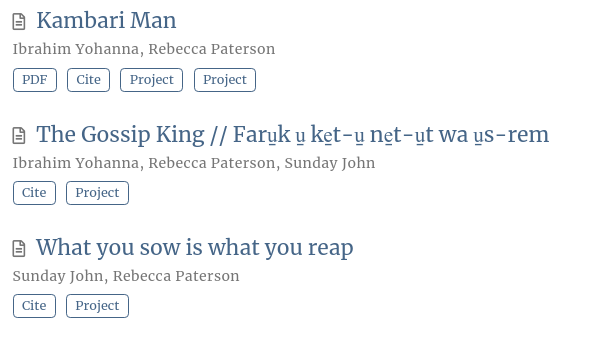 Kambari Man
Ibrahim Yohanna, Rebecca Paterson
PDF Cite Project Project
The Gossip King // Farṵk ṵ kḛt-ṵ nḛt-ṵt wa ṵs-rem
Ibrahim Yohanna, Rebecca Paterson, Sunday John
Cite Project
What you sow is what you reap
Sunday John, Rebecca Paterson
Cite Project